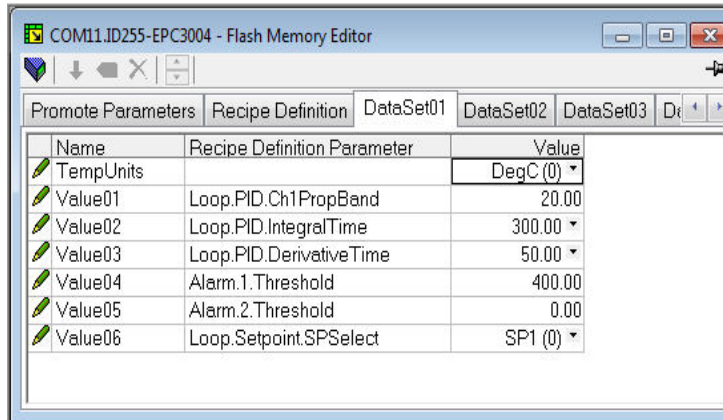 COM11.ID255-EPC3004 - Flash Memory Editor
Promote Parameters Recipe Definition DataSet01 DataSet02 DataSet03
Name Recipe Definition Parameter Value
TempUnits DegC (0)
Value01 Loop.PID.Ch1PropBand 20.00
Value02 Loop.PID.IntegralTime 300.00
Value03 Loop.PID.DerivativeTime 50.00
Value04 Alarm.1.Threshold 400.00
Value05 Alarm.2.Threshold 0.00
Value06 Loop.Setpoint.SPSelect SP1 (0)